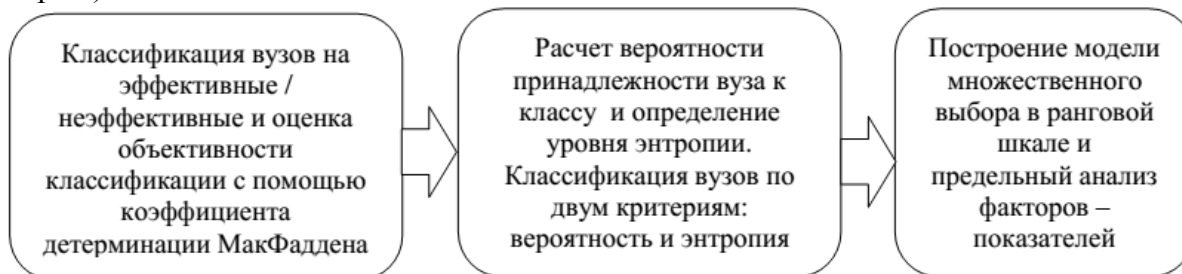 Классификация вузов на
эффективные /
неэффективные и оценка
объективности
классификации с помощью
коэффициента
детерминации МакФаддена
Расчет вероятности
принадлежности вуза к
классу и определение
уровня энтропии.
Классификация вузов по
двум критериям:
вероятность и энтропия
Построение модели
множественного
выбора в ранговой
шкале и
предельный анализ
факторов –
показателей